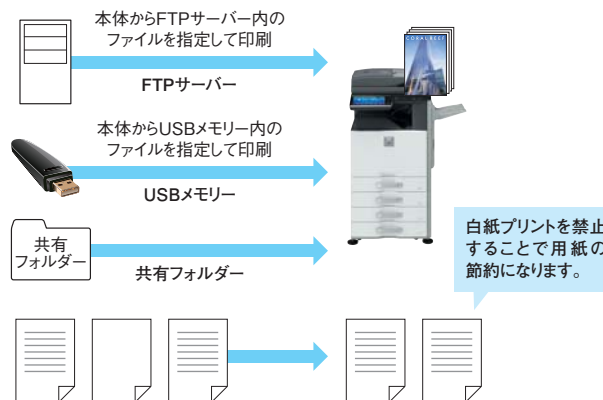 本体からFTPサーバー内の
ファイルを指定して印刷
FTPサーバー
CORAL REEF
本体からUSBメモリー内の
ファイルを指定して印刷
USBメモリー
共有
フォルダー
共有フォルダー
白紙プリントを禁止
することで用紙の
節約になります。